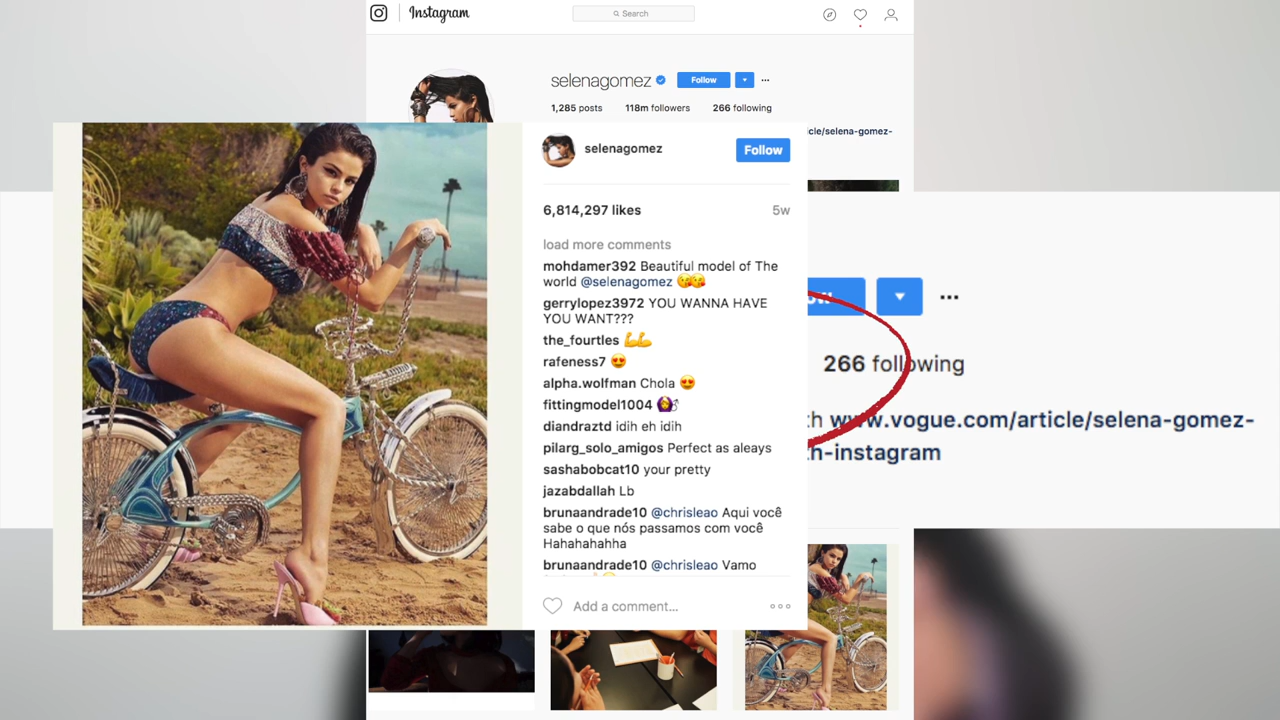 Instagram
Search
selenagomez
Follow
1,285 posts 118m followers 266 following
icle/selena-gomez-
selenagomez
Follow
6,814,297 likes
5w
load more comments
mohdamer392 Beautiful model of The
world @selenagomez 😘😘
gerrylopez3972 YOU WANNA HAVE
YOU WANT???
the_fourtles 💪💪
rafeness7 😍
alpha.wolfman Chola 😍
fittingmodel1004 🙆‍♂️
diandraztd idih eh idih
pilarg_solo_amigos Perfect as aleays
sashabobcat10 your pretty
jazabdallah Lb
brunaandrade10 @chrisleao Aqui você
sabe o que nós passamos com você
Hahahahahha
brunaandrade10 @chrisleao Vamo
Add a comment...
266 following
www.vogue.com/article/selena-gomez-
-instagram